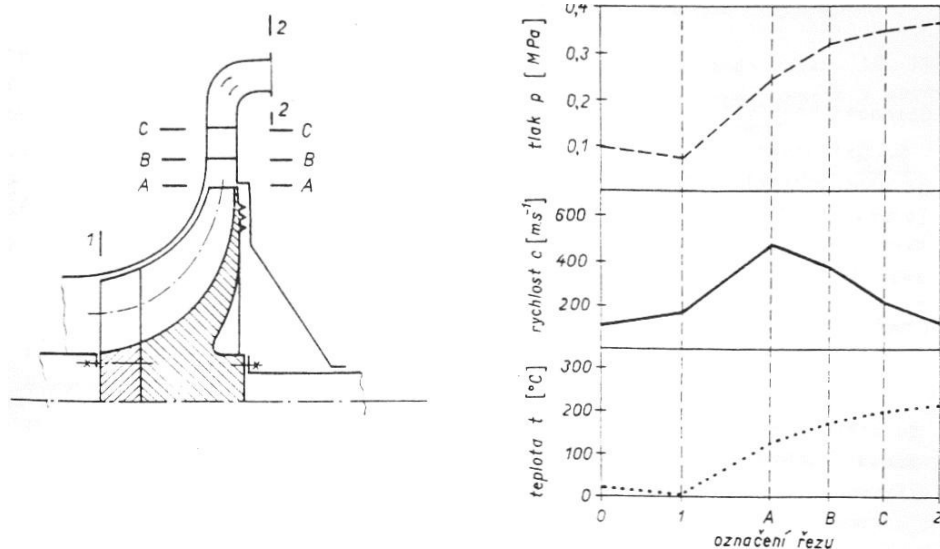 2
2
C C
B B
A A
1
tlak p [MPa]
0,4
0,3
0,2
0,1
rychlost c [m.s⁻¹]
600
400
200
teplota t [°C]
300
200
100
0
0 1 A B C 2
označení řezu